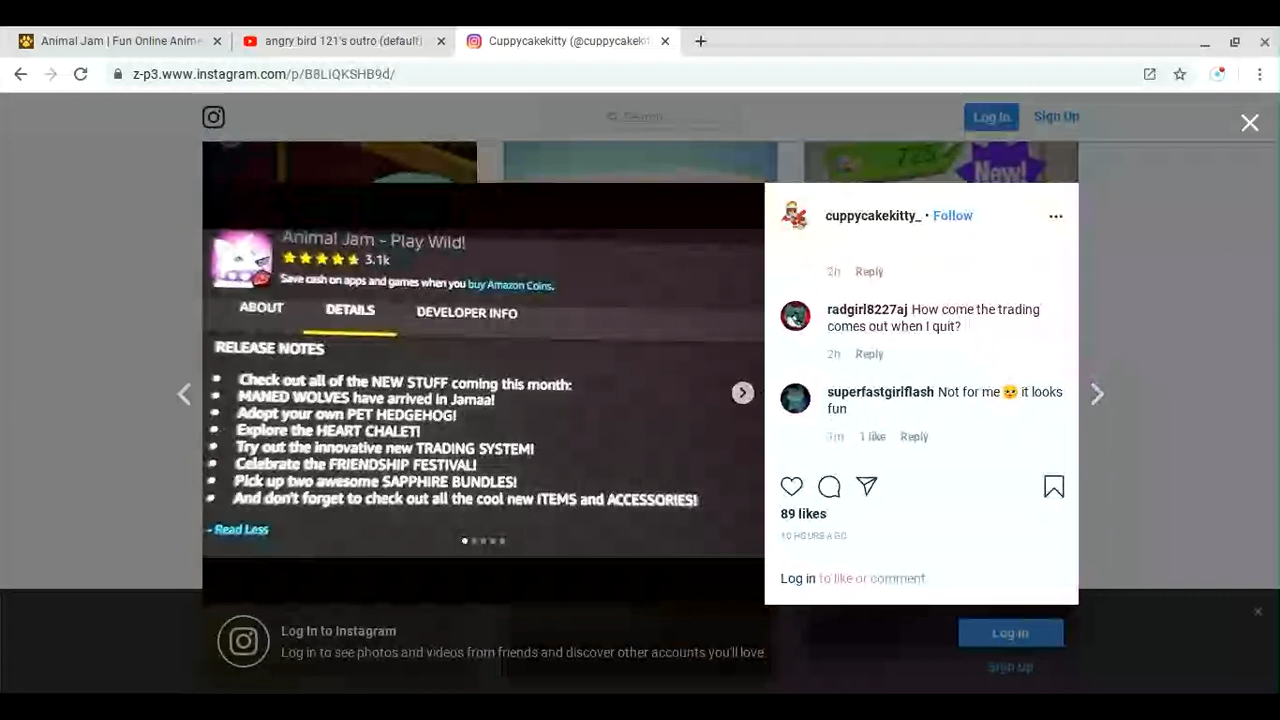 Animal Jam | Fun Online Anim
angry bird 121's outro (default)
Cuppycakekitty (@cuppycakekit
z-p3.www.instagram.com/p/B8LiQKSHB9d/
Search
Log In
Sign Up
725
New!
Animal Jam - Play Wild!
3.1k
Save cash on apps and games when you buy Amazon Coins.
ABOUT
DETAILS
DEVELOPER INFO
RELEASE NOTES
• Check out all of the NEW STUFF coming this month:
• MANED WOLVES have arrived in Jamaa!
• Adopt your own PET HEDGEHOG!
• Explore the HEART CHALET!
• Try out the innovative new TRADING SYSTEM!
• Celebrate the FRIENDSHIP FESTIVAL!
• Pick up two awesome SAPPHIRE BUNDLES!
• And don't forget to check out all the cool new ITEMS and ACCESSORIES!
- Read Less
cuppycakekitty_ • Follow
2h Reply
radgirl8227aj How come the trading
comes out when I quit?
2h Reply
superfastgirlflash Not for me 😢 it looks
fun
1 like Reply
89 likes
10 HOURS AGO
Log in to like or comment
Log In to Instagram
Log in to see photos and videos from friends and discover other accounts you'll love.
Log In
Sign Up